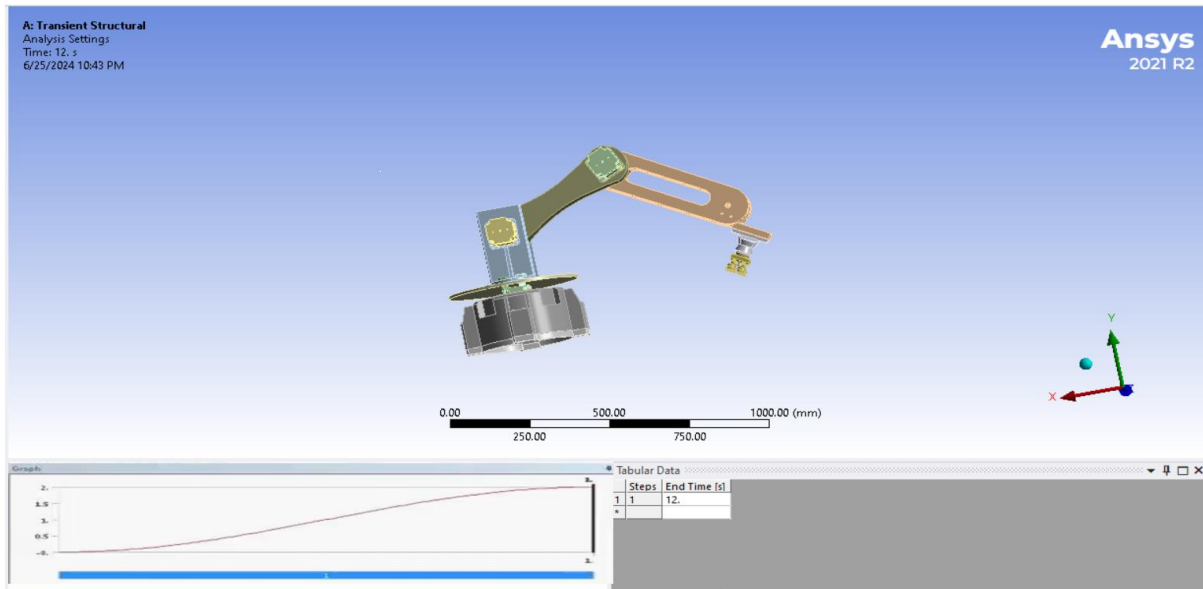 A: Transient Structural
Analysis Settings
Time: 12. s
6/25/2024 10:43 PM
Ansys
2021 R2
Y
X
0.00 500.00 1000.00 (mm)
250.00 750.00
Graph
2.
1.5
1.
0.5
-0.
1
Tabular Data
Steps End Time [s]
1 1 12.
*